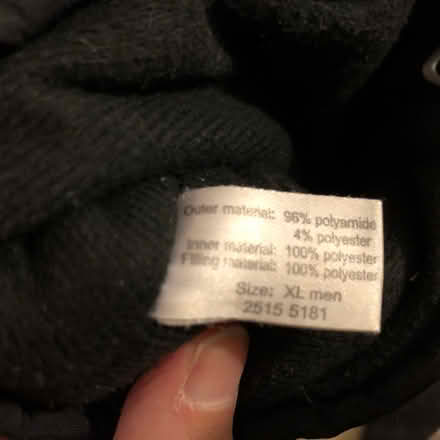 Outer material: 96% polyamide
4% polyester
Inner material: 100% polyester
Filling material: 100% polyester
Size: XL men
2515 5181